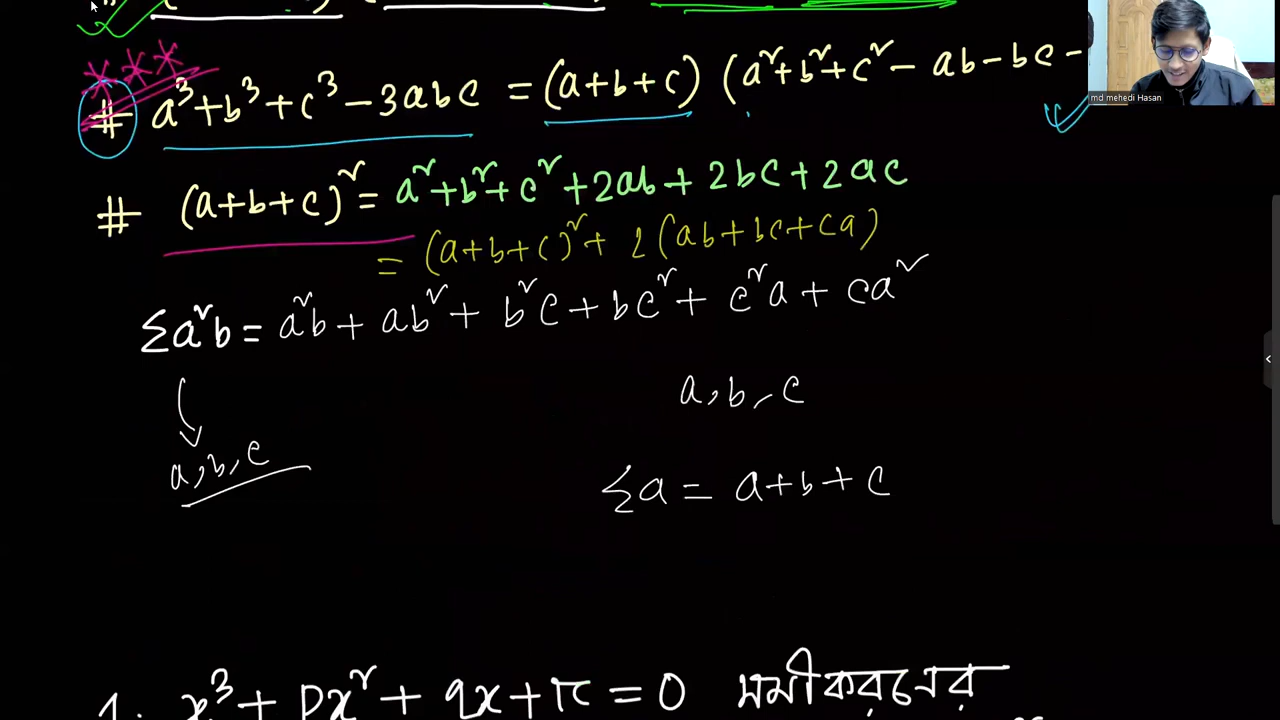 # a³+b³+c³-3abc = (a+b+c) (a²+b²+c²-ab-bc-
md mehedi Hasan
# (a+b+c)² = a²+b²+c²+2ab+2bc+2ac
= (a+b+c)²+2(ab+bc+ca)
Σa²b = a²b+ab²+b²c+bc²+c²a+ca²
a,b,c
a,b,c
Σa = a+b+c
1. x³+px²+qx+r=0 সমীকরনের